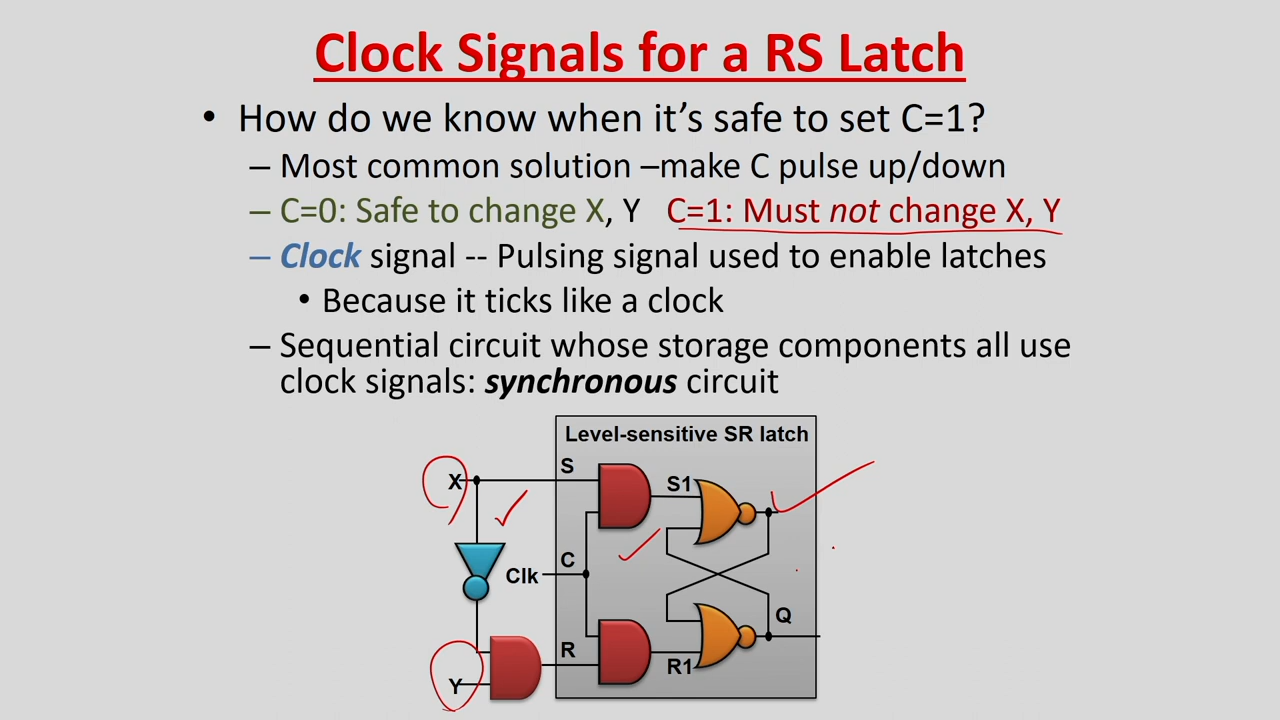 Clock Signals for a RS Latch
• How do we know when it's safe to set C=1?
– Most common solution –make C pulse up/down
– C=0: Safe to change X, Y C=1: Must not change X, Y
– Clock signal -- Pulsing signal used to enable latches
• Because it ticks like a clock
– Sequential circuit whose storage components all use
clock signals: synchronous circuit
Level-sensitive SR latch
X
S
S1
Clk
C
Q
R
R1
Y